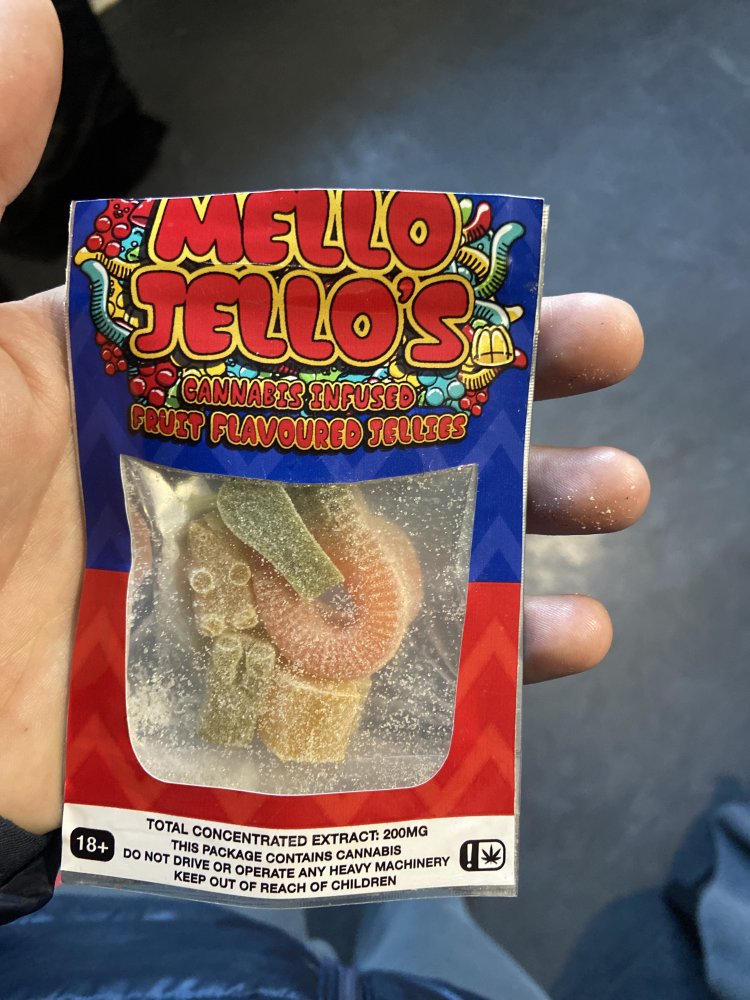 MELLO
JELLO'S
CANNABIS INFUSED
FRUIT FLAVOURED JELLIES
18+
TOTAL CONCENTRATED EXTRACT: 200MG
THIS PACKAGE CONTAINS CANNABIS
DO NOT DRIVE OR OPERATE ANY HEAVY MACHINERY
KEEP OUT OF REACH OF CHILDREN
!